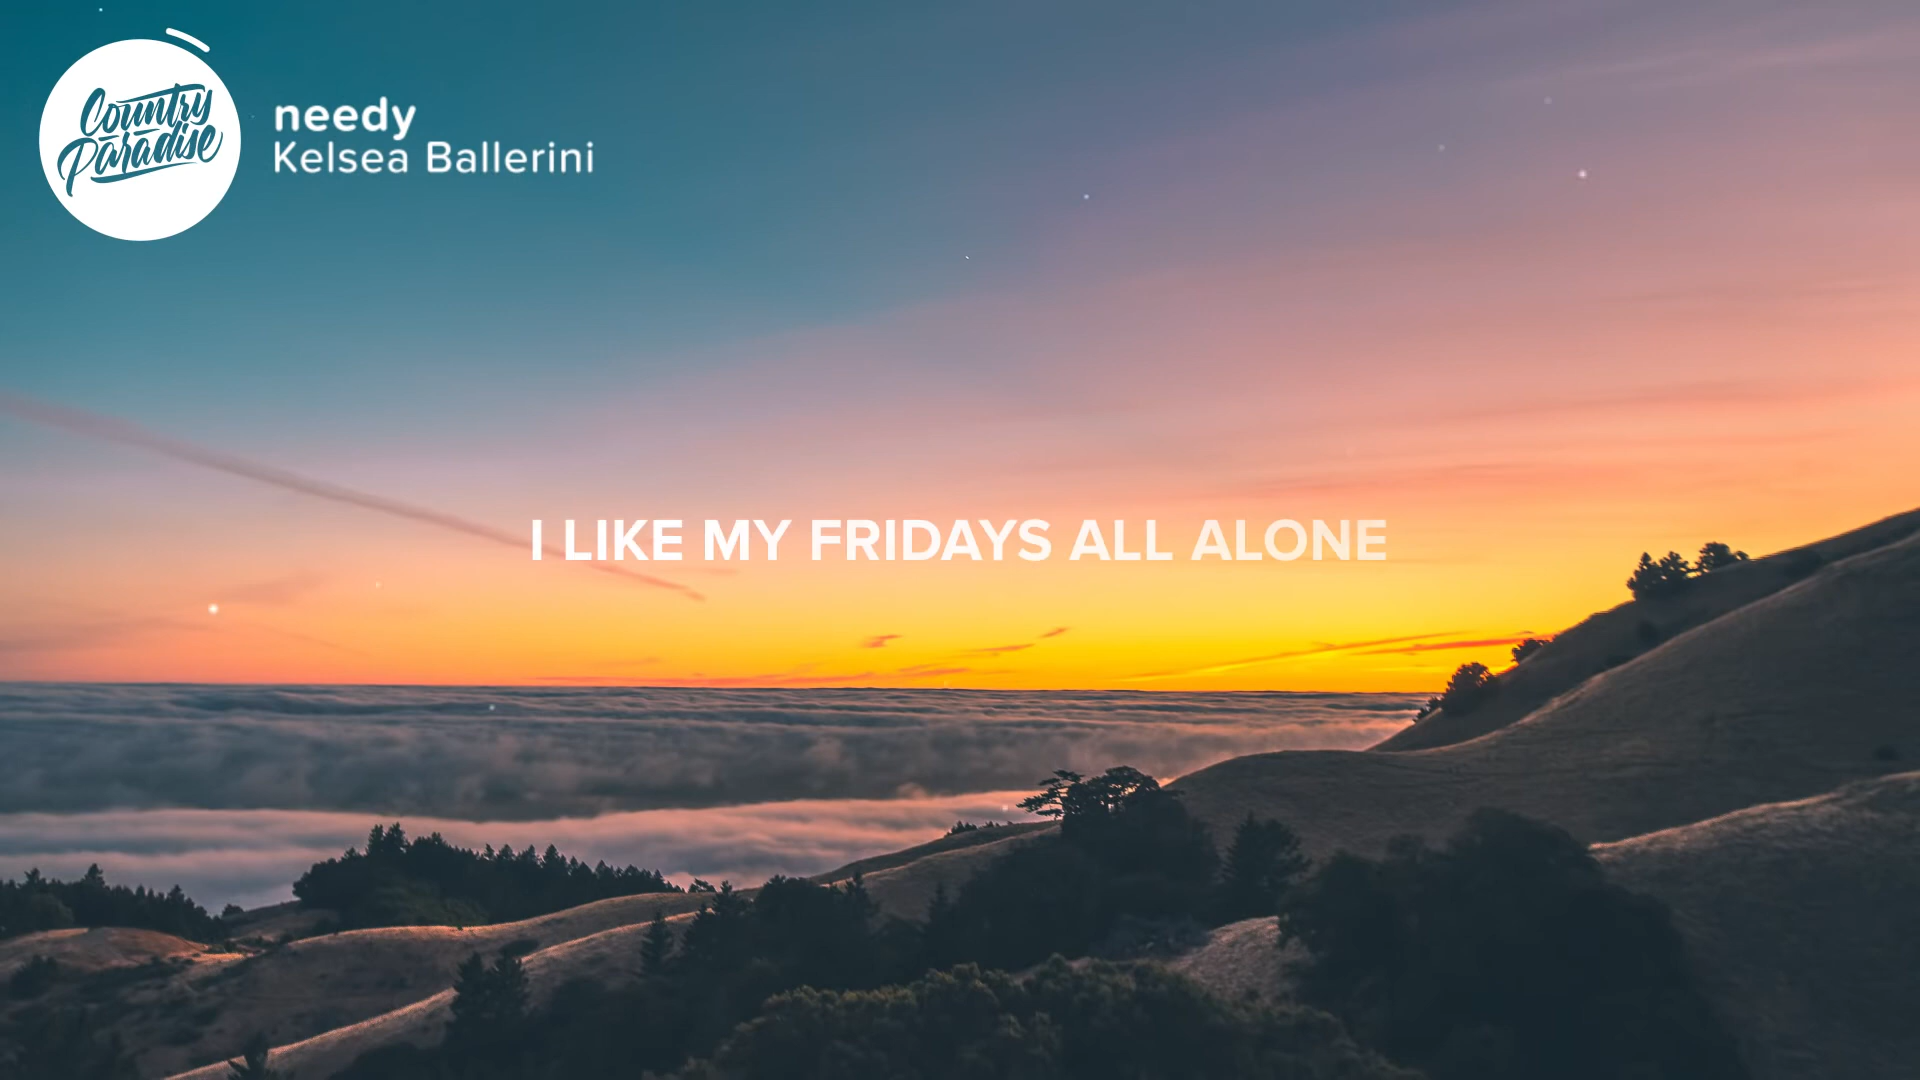 Country
Paradise
needy
Kelsea Ballerini
I LIKE MY FRIDAYS ALL ALONE